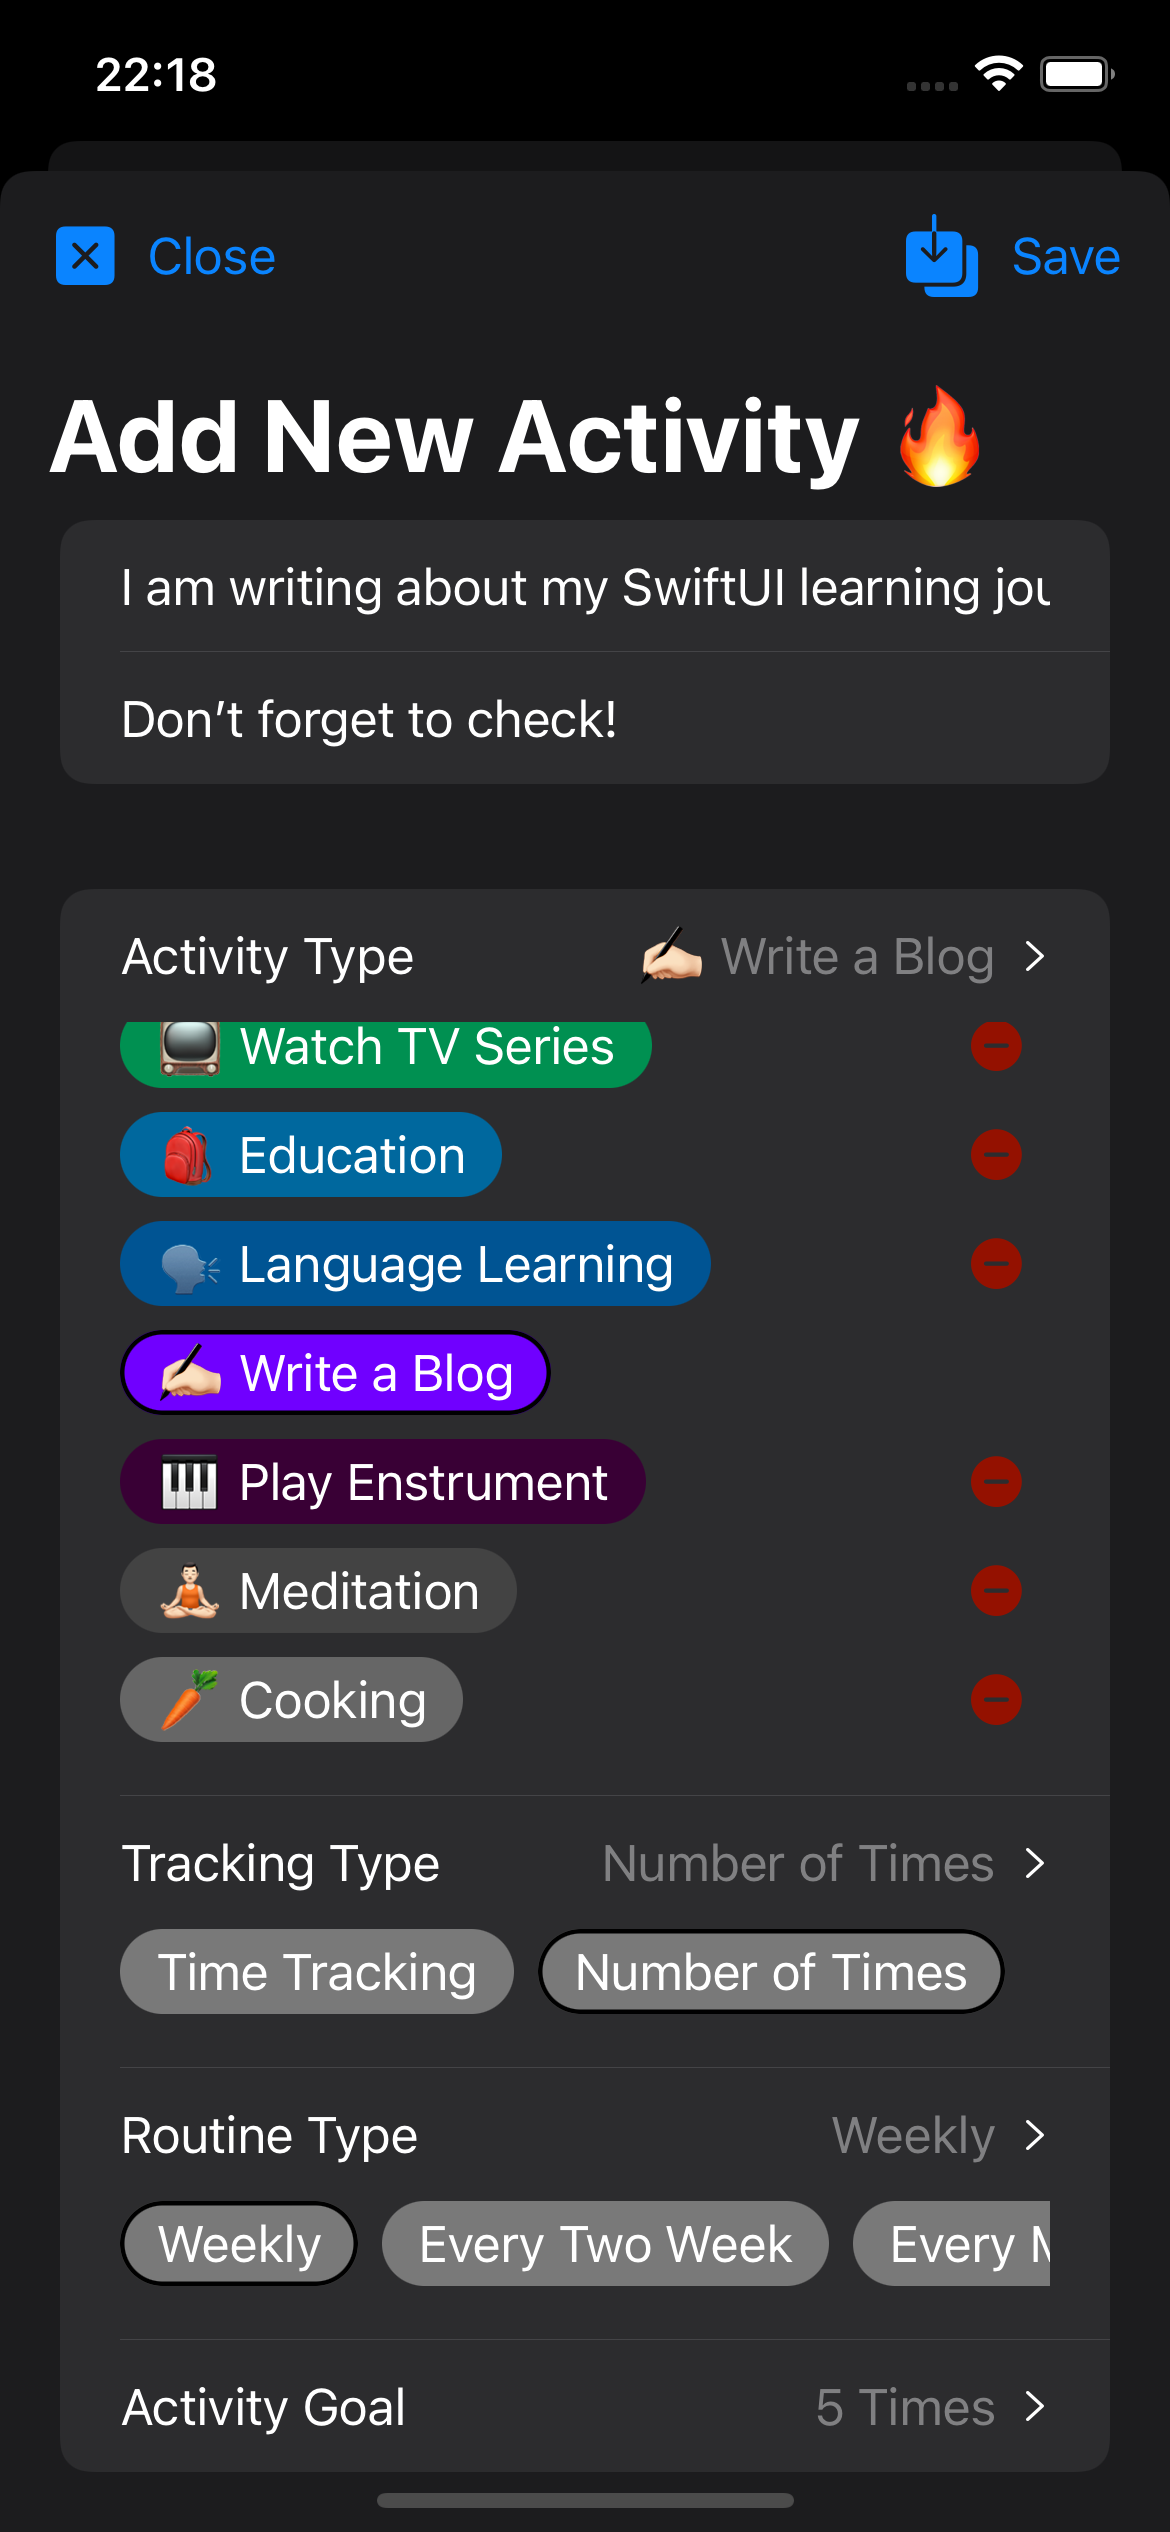 22:18
Close
Save
Add New Activity 🔥
I am writing about my SwiftUI learning jou
Don't forget to check!
Activity Type ✍🏻 Write a Blog
Watch TV Series
Education
Language Learning
Write a Blog
Play Enstrument
Meditation
Cooking
Tracking Type Number of Times
Time Tracking Number of Times
Routine Type Weekly
Weekly Every Two Week Every
Activity Goal 5 Times